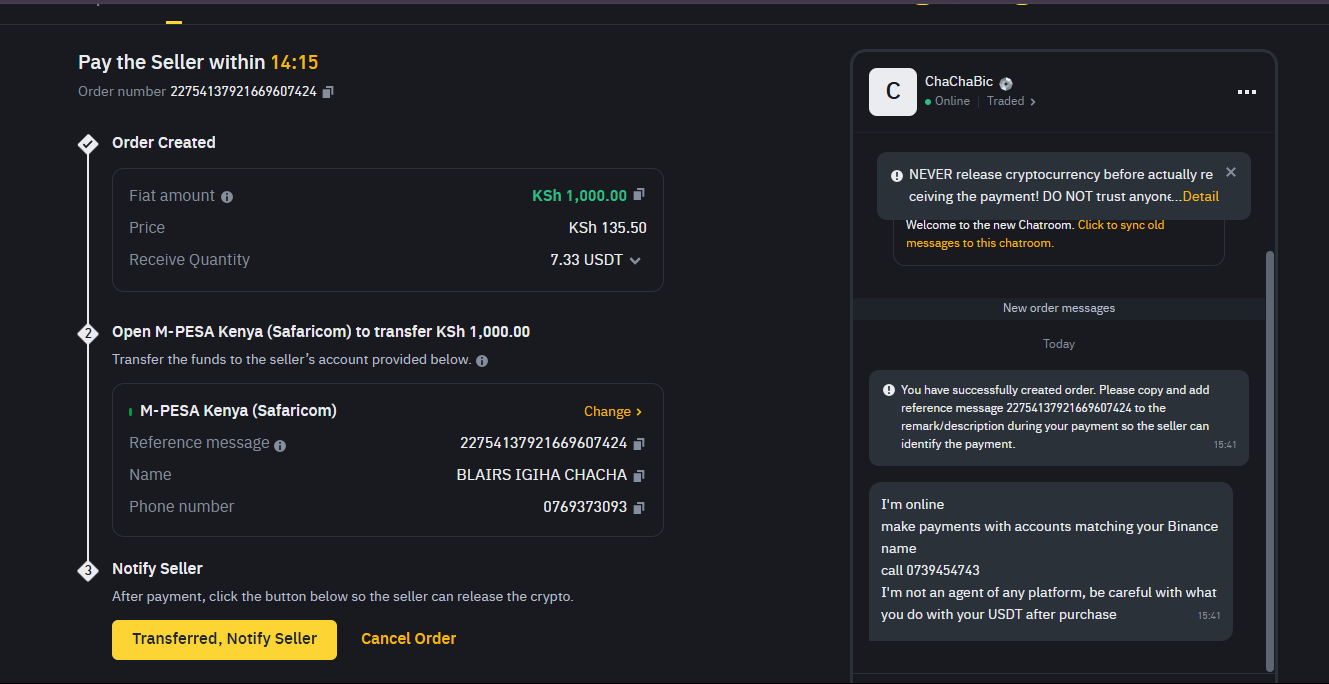 Pay the Seller within 14:15
Order number 22754137921669607424
Order Created
Fiat amount KSh 1,000.00
Price KSh 135.50
Receive Quantity 7.33 USDT
2 Open M-PESA Kenya (Safaricom) to transfer KSh 1,000.00
Transfer the funds to the seller's account provided below.
M-PESA Kenya (Safaricom) Change
Reference message 22754137921669607424
Name BLAIRS IGIHA CHACHA
Phone number 0769373093
3 Notify Seller
After payment, click the button below so the seller can release the crypto.
Transferred, Notify Seller Cancel Order
C ChaChaBic
Online Traded
NEVER release cryptocurrency before actually re
ceiving the payment! DO NOT trust anyone...Detail
Welcome to the new Chatroom. Click to sync old
messages to this chatroom.
New order messages
Today
You have successfully created order. Please copy and add
reference message 22754137921669607424 to the
remark/description during your payment so the seller can
identify the payment. 15:41
I'm online
make payments with accounts matching your Binance
name
call 0739454743
I'm not an agent of any platform, be careful with what
you do with your USDT after purchase 15:41